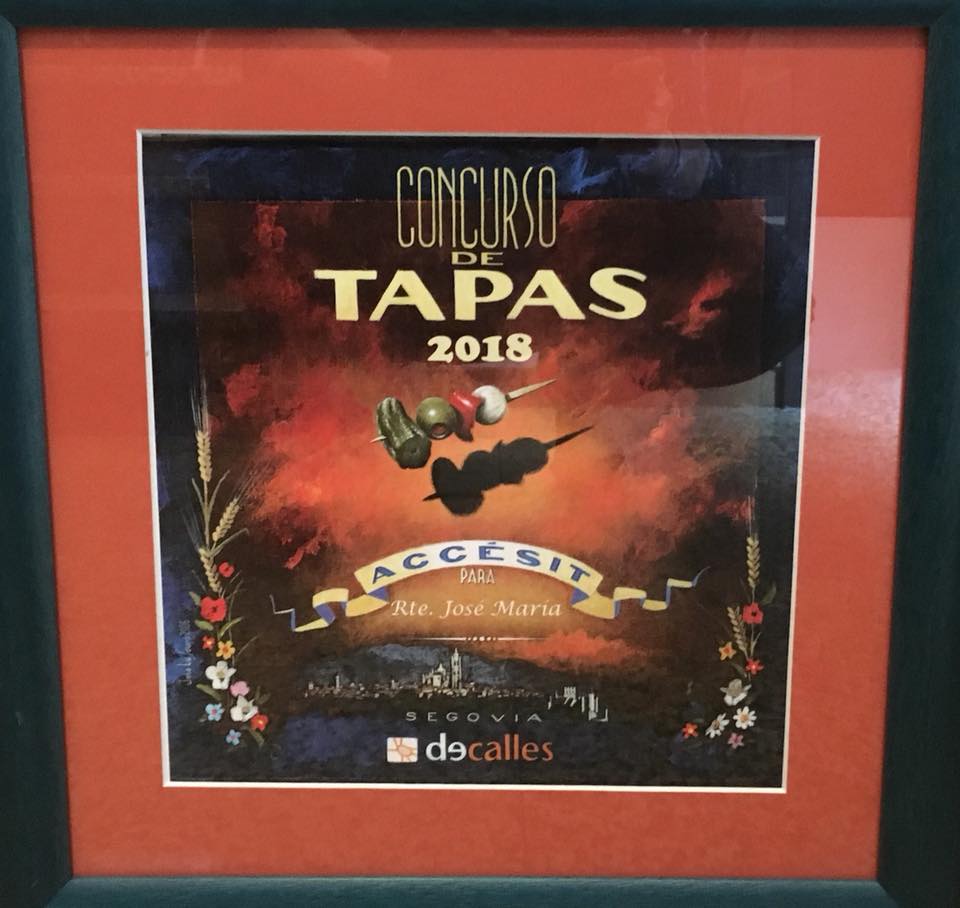 CONCURSO
DE
TAPAS
2018
ACCÉSIT
PARA
Rte. José María
SEGOVIA
decalles